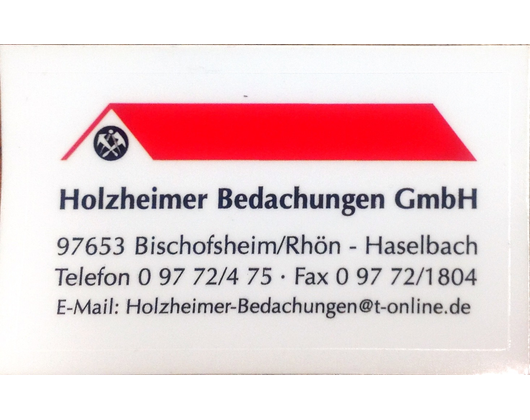 Holzheimer Bedachungen GmbH
97653 Bischofsheim/Rhön - Haselbach
Telefon 0 97 72/4 75 · Fax 0 97 72/1804
E-Mail: Holzheimer-Bedachungen@t-online.de